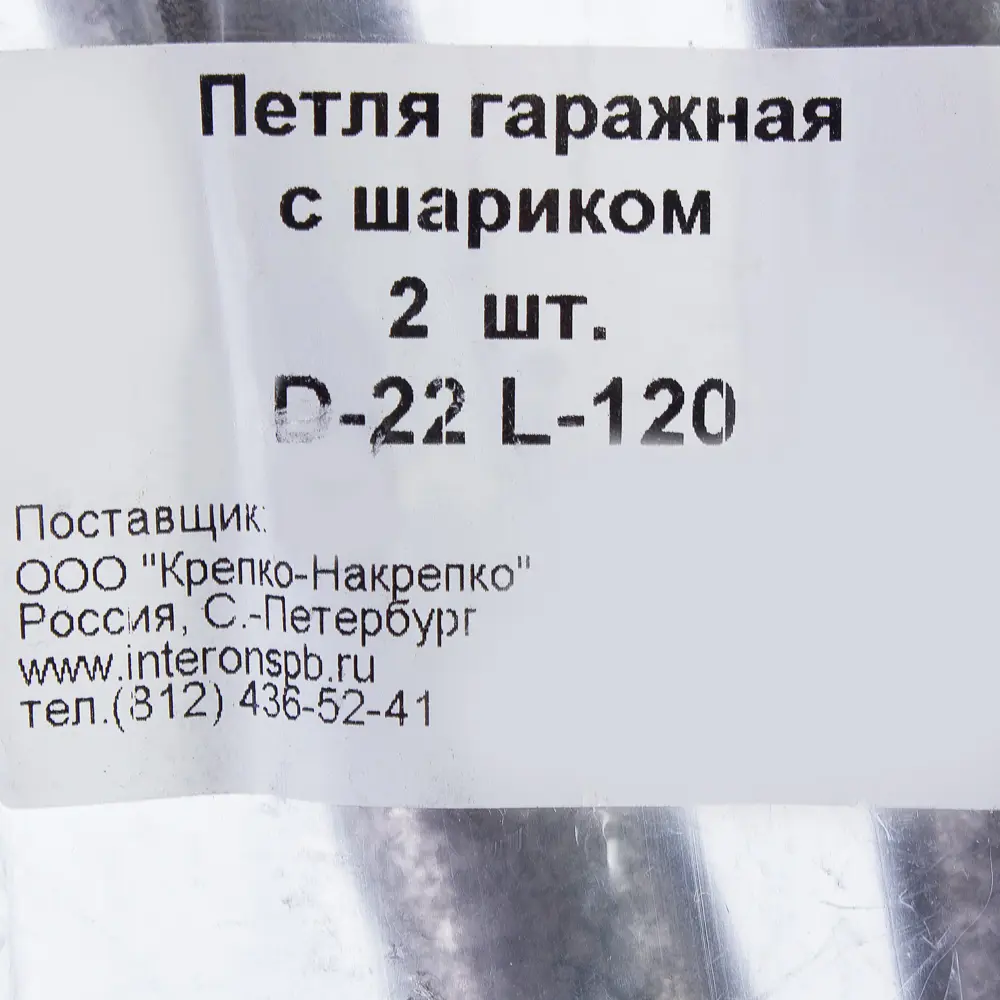 Петля гаражная
с шариком
2 шт.
D-22 L-120
Поставщик:
ООО "Крепко-Накрепко"
Россия, С.-Петербург
www.interonspb.ru
тел.(812) 436-52-41